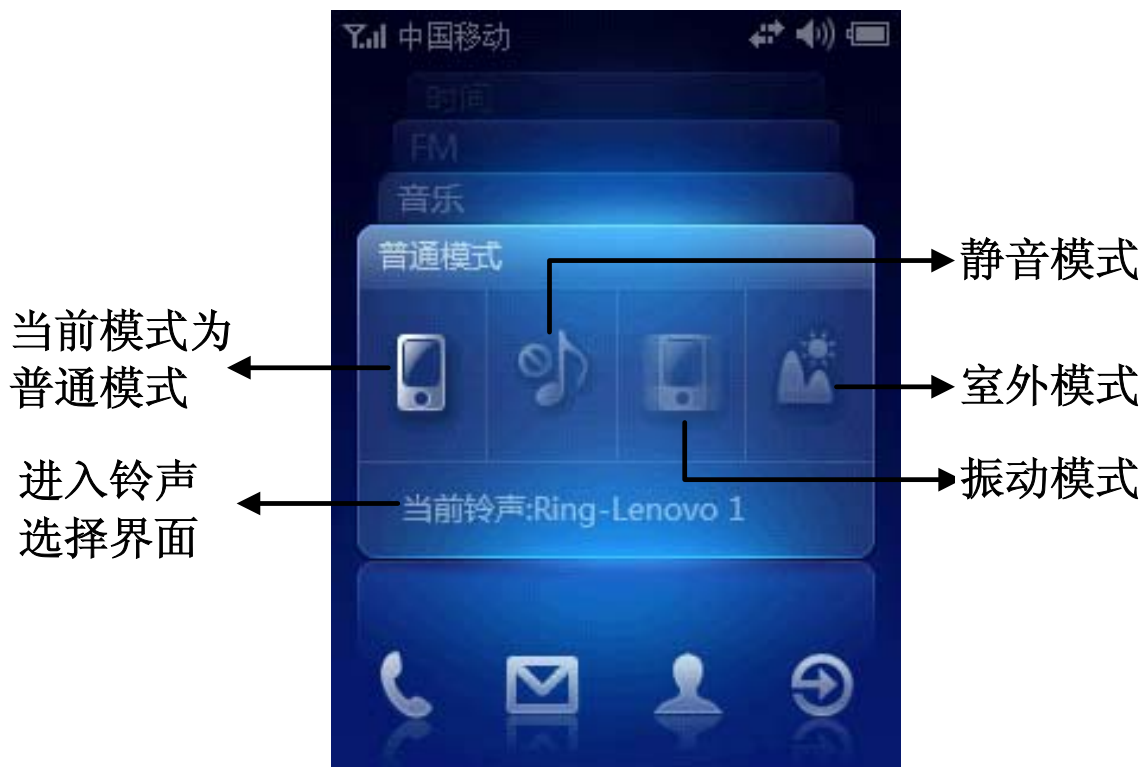 中国移动
时间
FM
音乐
普通模式
静音模式
当前模式为
普通模式
室外模式
振动模式
进入铃声
选择界面
当前铃声:Ring-Lenovo 1